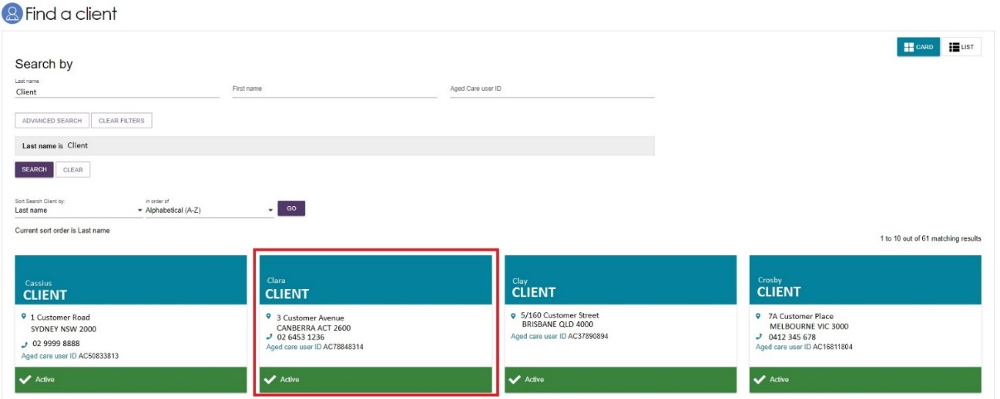 Find a client
CARD LIST
Search by
Last name
Client First name Aged Care user ID
ADVANCED SEARCH CLEAR FILTERS
Last name is Client
SEARCH CLEAR
Sort Search Client by: In order of
Last name Alphabetical (A-Z) GO
Current sort order is Last name
1 to 10 out of 61 matching results
Cassius
CLIENT
1 Customer Road
SYDNEY NSW 2000
02 9999 8888
Aged care user ID AC50833813
Active
Clara
CLIENT
3 Customer Avenue
CANBERRA ACT 2600
02 6453 1236
Aged care user ID AC78848314
Active
Clay
CLIENT
5/160 Customer Street
BRISBANE QLD 4000
Aged care user ID AC37890894
Active
Crosby
CLIENT
7A Customer Place
MELBOURNE VIC 3000
0412 345 678
Aged care user ID AC16811804
Active